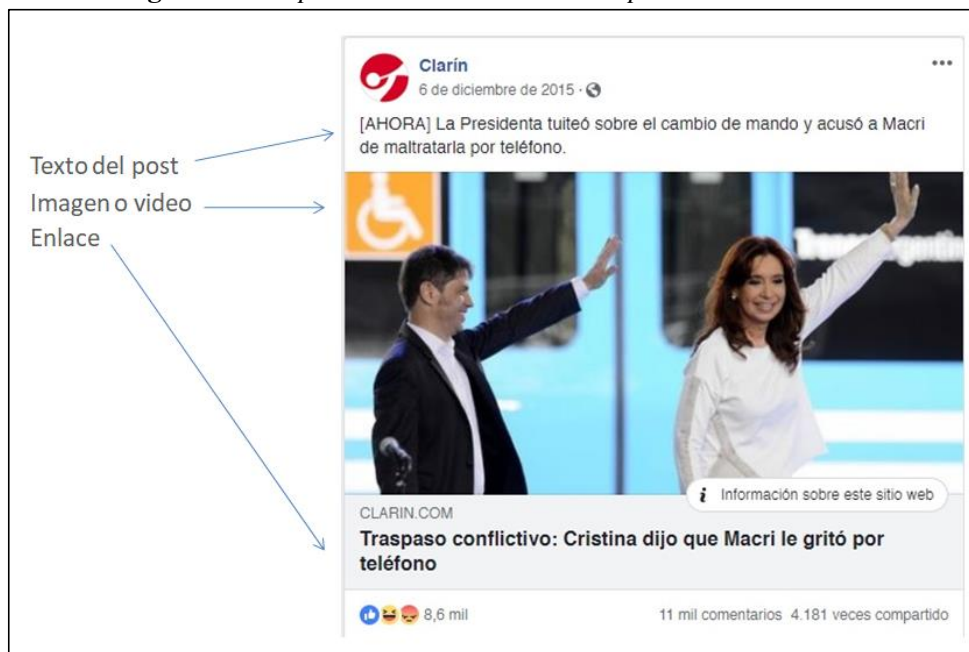 Clarín
6 de diciembre de 2015
[AHORA] La Presidenta tuiteó sobre el cambio de mando y acusó a Macri
de maltratarla por teléfono.
Texto del post
Imagen o video
Enlace
Información sobre este sitio web
CLARIN.COM
Traspaso conflictivo: Cristina dijo que Macri le gritó por
teléfono
8,6 mil 11 mil comentarios 4.181 veces compartido